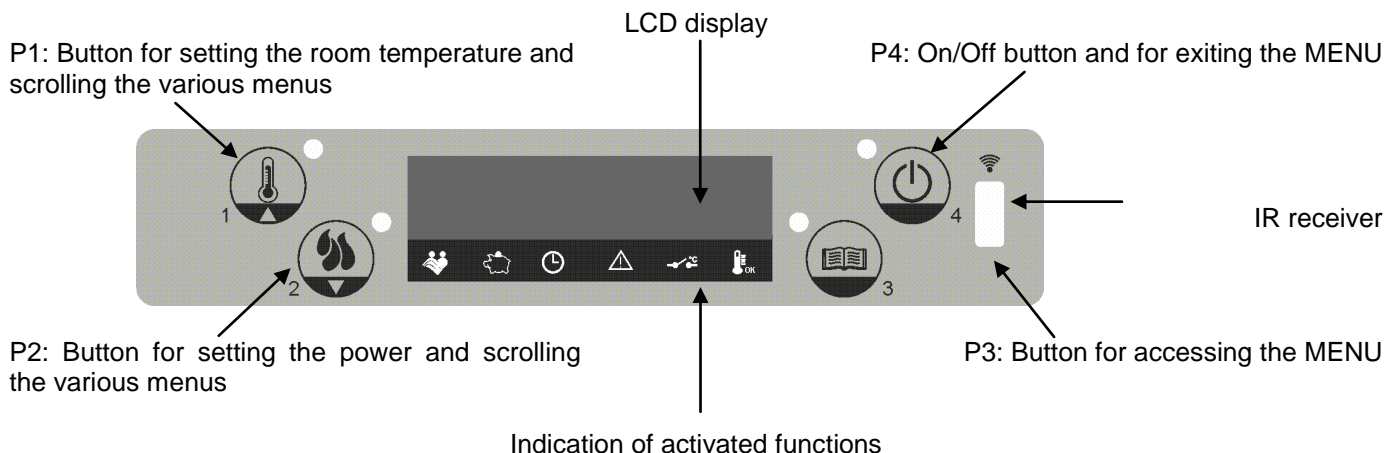 LCD display
P1: Button for setting the room temperature and
scrolling the various menus
P4: On/Off button and for exiting the MENU
1
4
IR receiver
°C
OK
2
3
P2: Button for setting the power and scrolling
the various menus
P3: Button for accessing the MENU
Indication of activated functions